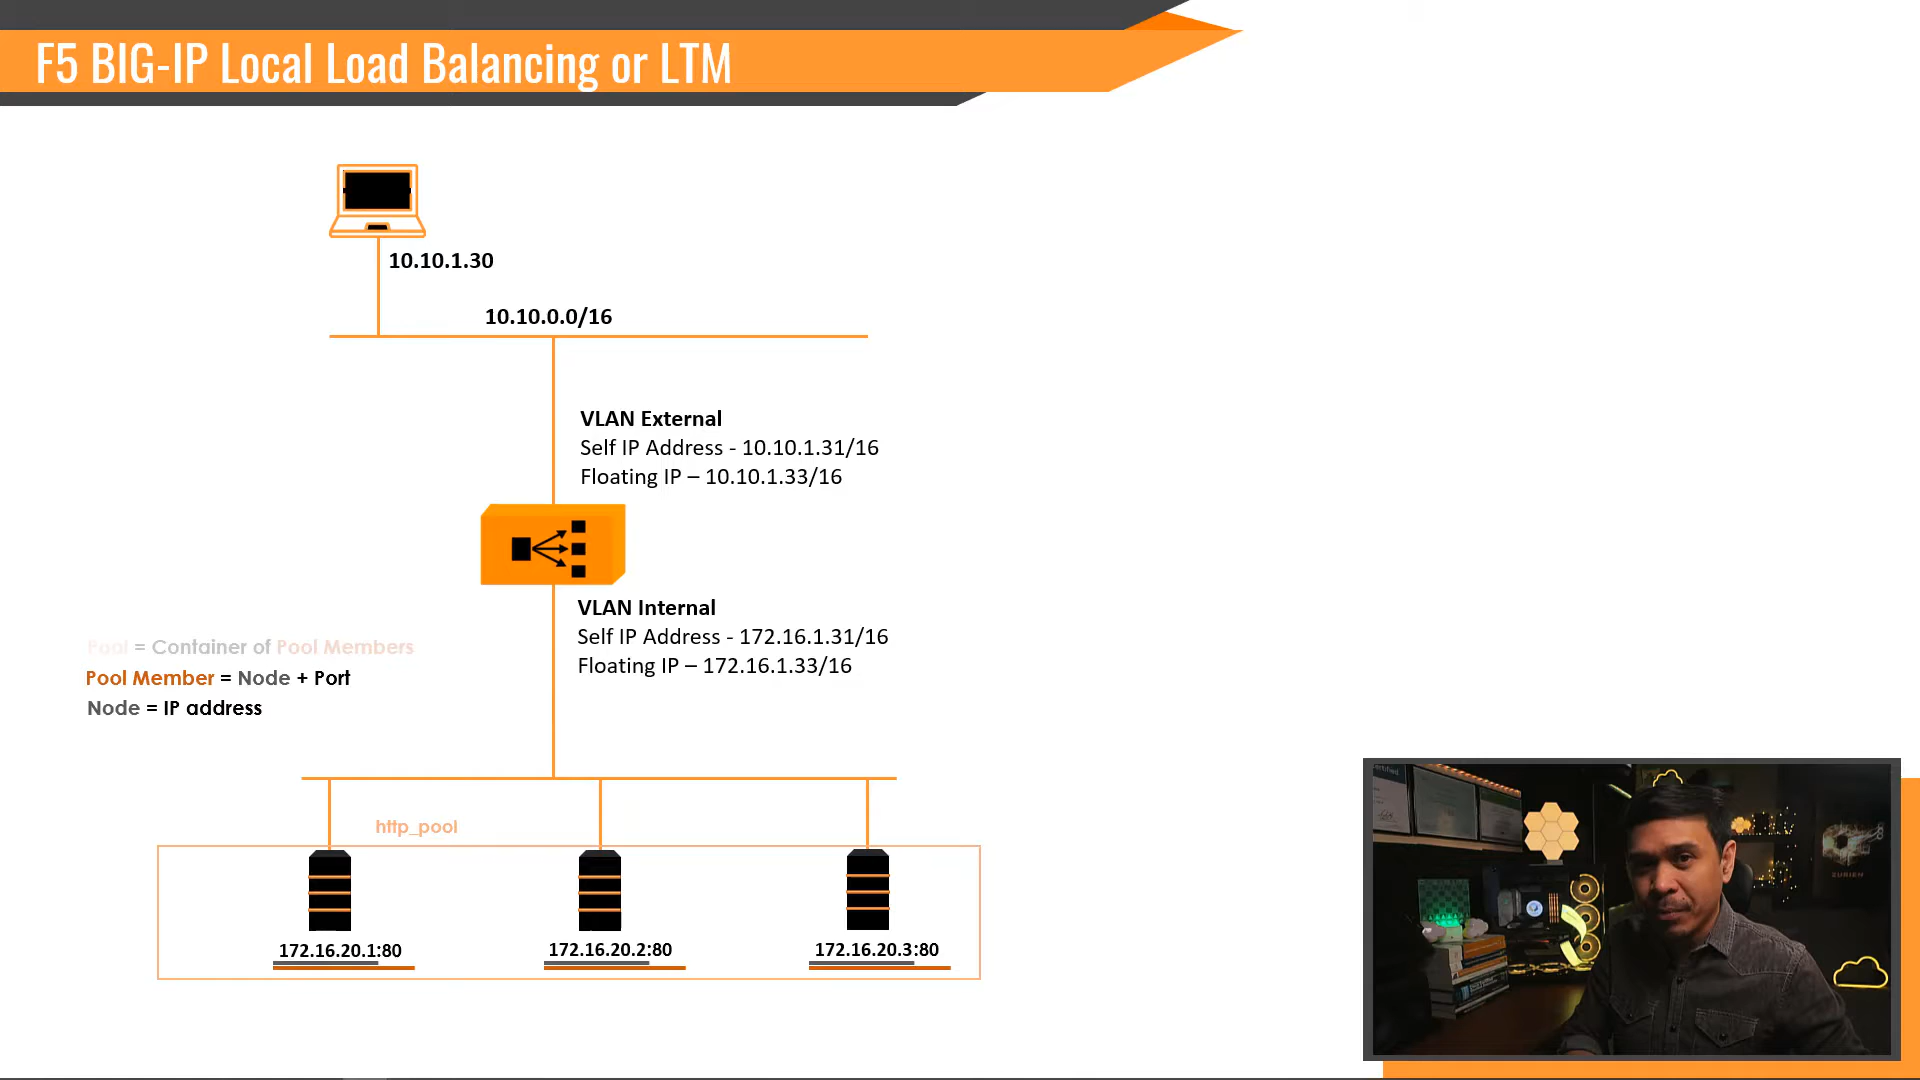 F5 BIG-IP Local Load Balancing or LTM
10.10.1.30
10.10.0.0/16
VLAN External
Self IP Address - 10.10.1.31/16
Floating IP – 10.10.1.33/16
VLAN Internal
Self IP Address - 172.16.1.31/16
Floating IP – 172.16.1.33/16
Pool = Container of Pool Members
Pool Member = Node + Port
Node = IP address
http_pool
172.16.20.1:80
172.16.20.2:80
172.16.20.3:80
ZURIEH